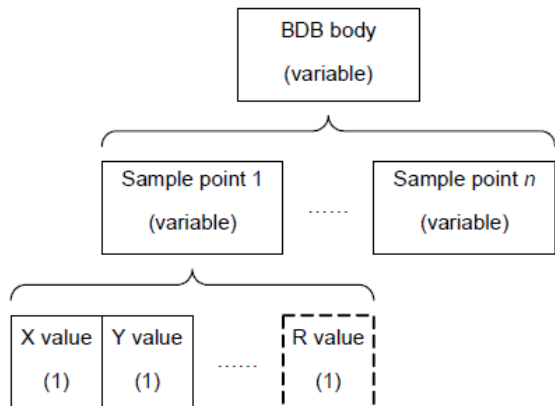 BDB body
(variable)
Sample point 1
(variable)
......
Sample point n
(variable)
X value
(1)
Y value
(1)
......
R value
(1)